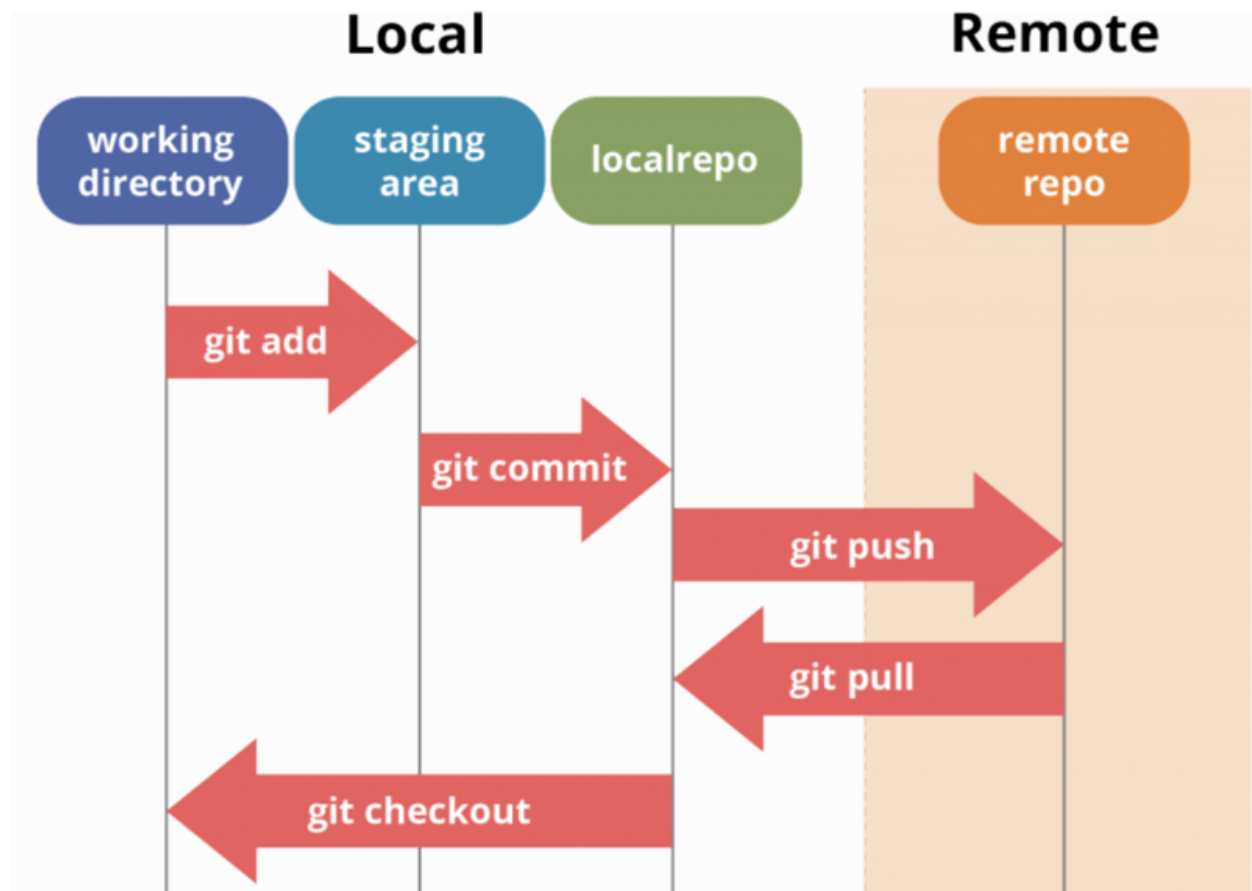 Local
Remote
working
directory
staging
area
localrepo
remote
repo
git add
git commit
git push
git pull
git checkout